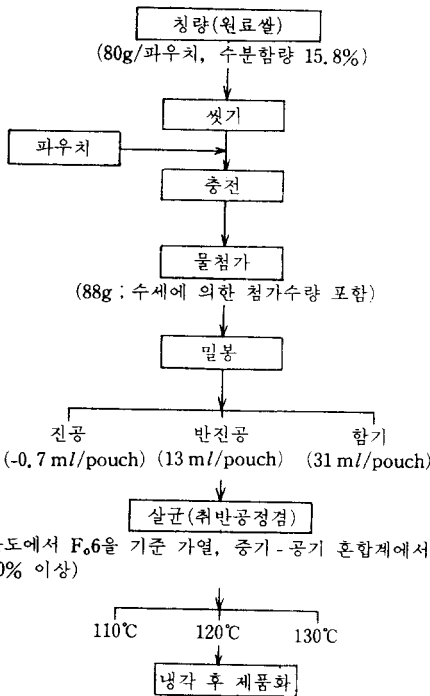 칭량(원료쌀)
(80g/파우치, 수분함량 15.8%)
씻기
파우치
충전
물첨가
(88g ; 수세에 의한 첨가수량 포함)
밀봉
진공 반진공 함기
(-0.7 ml/pouch) (13 ml/pouch) (31 ml/pouch)
살균(취반공정겸)
도에서 F₀6을 기준 가열, 증기 - 공기 혼합계에서
0% 이상)
110℃ 120℃ 130℃
냉각 후 제품화